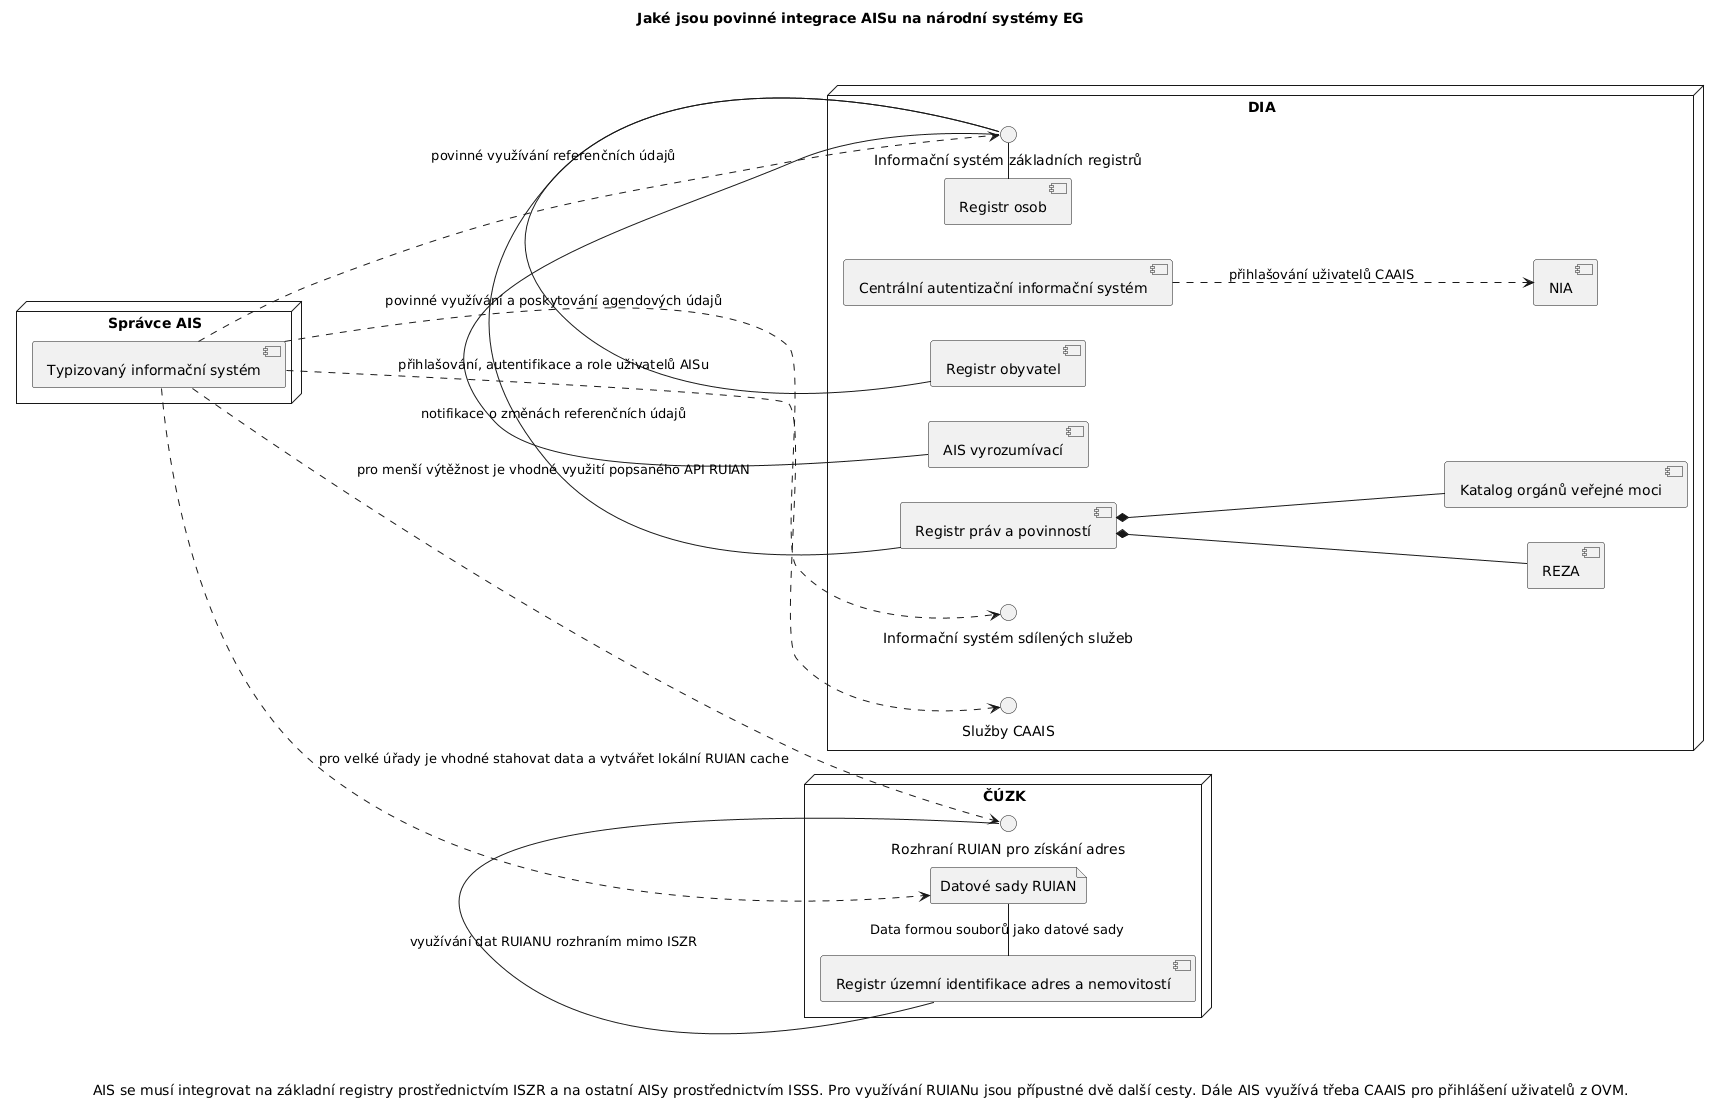 Jaké jsou povinné integrace AISu na národní systémy EG
DIA
Informační systém základních registrů
povinné využívání referenčních údajů
Registr osob
Centrální autentizační informační systém
přihlašování uživatelů CAAIS
NIA
Správce AIS
Typizovaný informační systém
povinné využívání a poskytování agendových údajů
přihlašování, autentifikace a role uživatelů AISu
Registr obyvatel
notifikace o změnách referenčních údajů
AIS vyrozumívací
pro menší výtěžnost je vhodné využití popsaného API RUIAN
Katalog orgánů veřejné moci
Registr práv a povinností
REZA
Informační systém sdílených služeb
Služby CAAIS
pro velké úřady je vhodné stahovat data a vytvářet lokální RUIAN cache
ČÚZK
Rozhraní RUIAN pro získání adres
Datové sady RUIAN
Data formou souborů jako datové sady
využívání dat RUIANU rozhraním mimo ISZR
Registr územní identifikace adres a nemovitostí
AIS se musí integrovat na základní registry prostřednictvím ISZR a na ostatní AISy prostřednictvím ISSS. Pro využívání RUIANu jsou přípustné dvě další cesty. Dále AIS využívá třeba CAAIS pro přihlášení uživatelů z OVM.